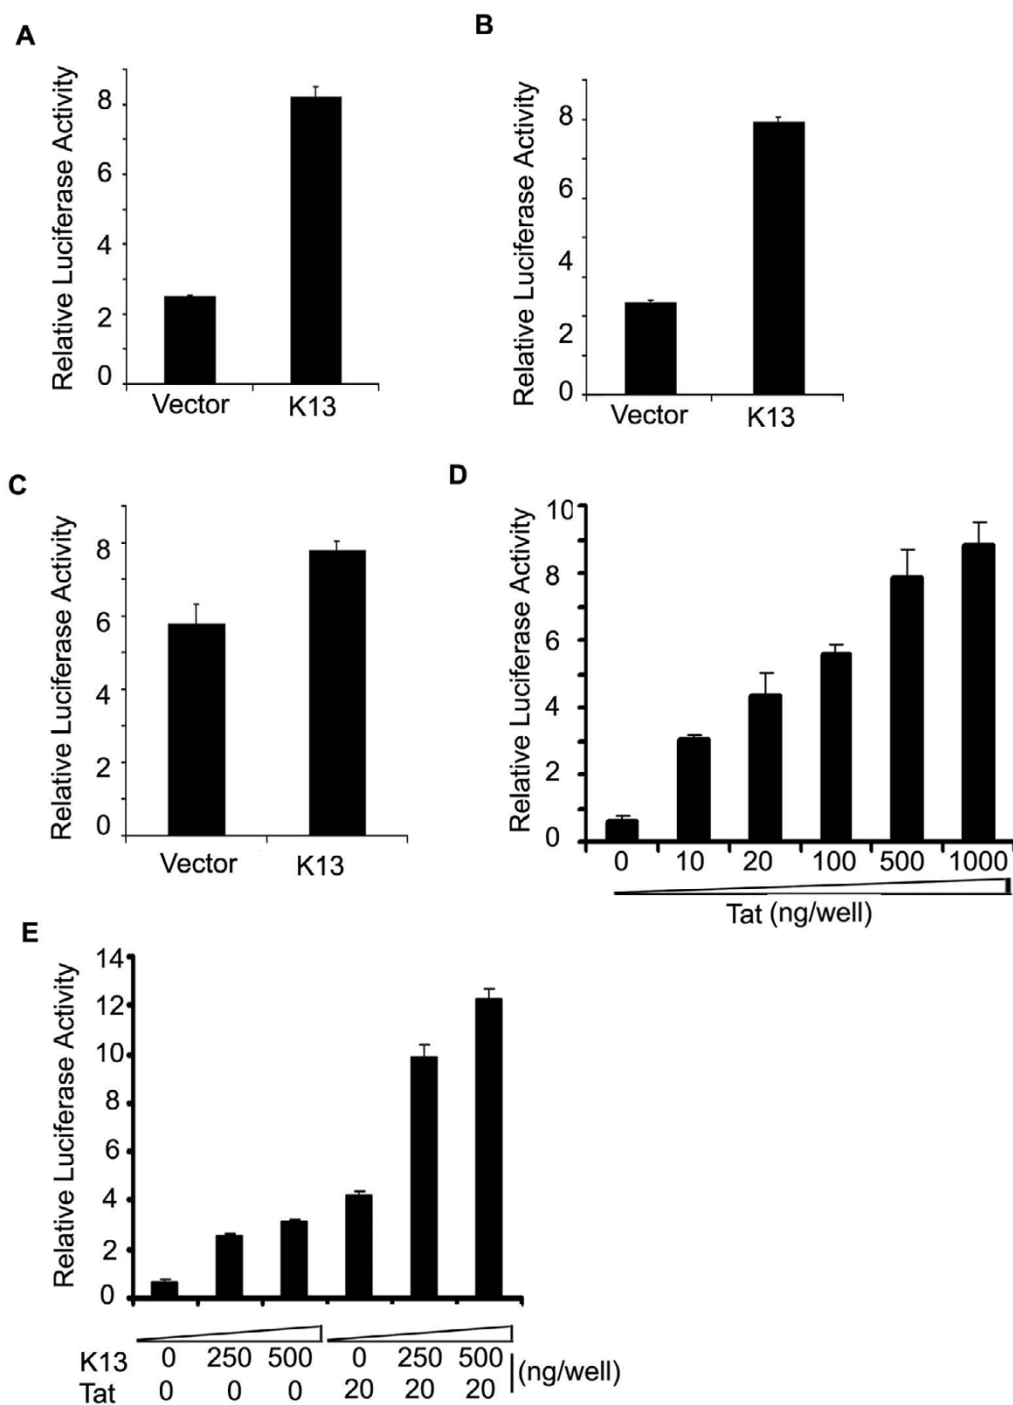 A
Relative Luciferase Activity
8
6
4
2
0
Vector K13
B
Relative Luciferase Activity
8
6
4
2
0
Vector K13
C
Relative Luciferase Activity
8
6
4
2
0
Vector K13
D
Relative Luciferase Activity
10
8
6
4
2
0
0 10 20 100 500 1000
Tat (ng/well)
E
Relative Luciferase Activity
14
12
10
8
6
4
2
0
K13 0 250 500 0 250 500
(ng/well)
Tat 0 0 0 20 20 20